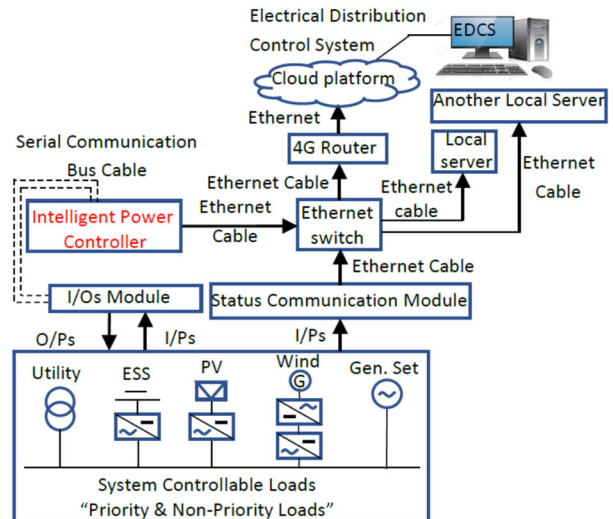 Electrical Distribution
Control System
EDCS
Cloud platform
Another Local Server
Ethernet
Serial Communication
Bus Cable
4G Router
Local
server
Ethernet
Cable
Ethernet Cable
Ethernet
cable
Intelligent Power
Controller
Ethernet
Cable
Ethernet
switch
Ethernet Cable
I/Os Module
Status Communication Module
O/Ps
I/Ps
I/Ps
Utility
ESS
PV
Wind
G
Gen. Set
System Controllable Loads
“Priority & Non-Priority Loads”